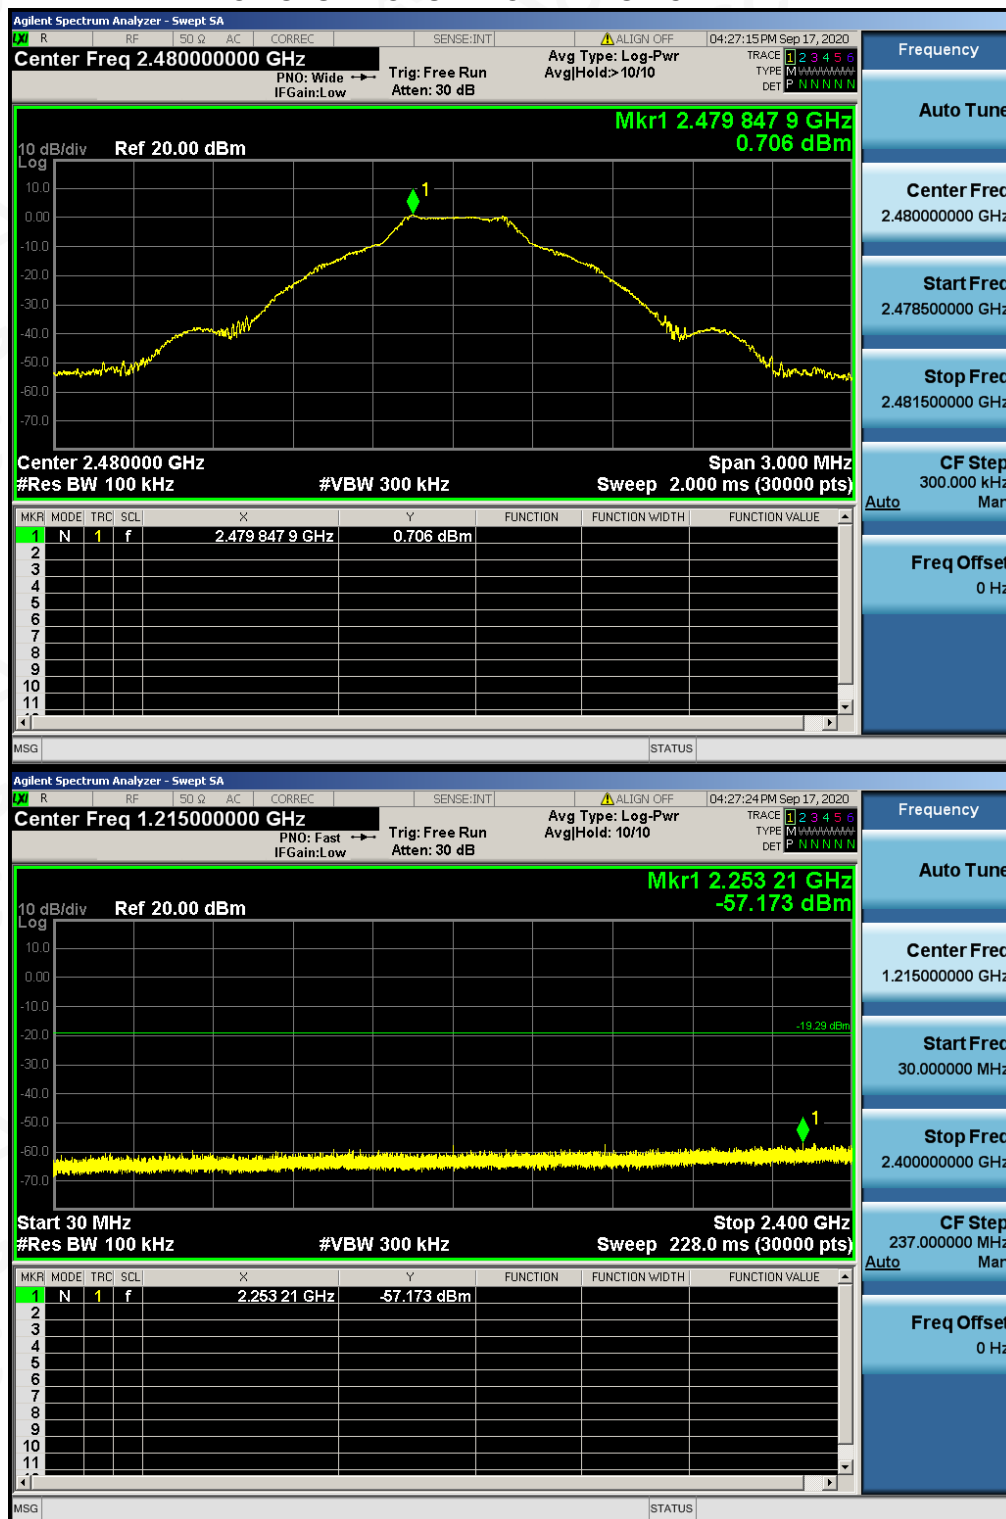 Agilent Spectrum Analyzer - Swept SA
LXI R RF 50 Ω AC CORREC SENSE:INT ALIGN OFF 04:27:15 PM Sep 17, 2020
Center Freq 2.480000000 GHz
PNO: Wide
IFGain:Low
Trig: Free Run
Atten: 30 dB
Avg Type: Log-Pwr
Avg|Hold:> 10/10
TRACE 1 2 3 4 5 6
TYPE M
DET P N N N N N
Mkr1 2.479 847 9 GHz
0.706 dBm
10 dB/div
Log
Ref 20.00 dBm
10.0
0.00
-10.0
-20.0
-30.0
-40.0
-50.0
-60.0
-70.0
1
Center 2.480000 GHz
Span 3.000 MHz
#Res BW 100 kHz
#VBW 300 kHz
Sweep 2.000 ms (30000 pts)
MKR MODE TRC SCL X Y FUNCTION FUNCTION WIDTH FUNCTION VALUE
1 N 1 f 2.479 847 9 GHz 0.706 dBm
2
3
4
5
6
7
8
9
10
11
MSG
STATUS
Frequency
Auto Tune
Center Freq
2.480000000 GHz
Start Freq
2.478500000 GHz
Stop Freq
2.481500000 GHz
CF Step
300.000 kHz
Auto Man
Freq Offset
0 Hz
Agilent Spectrum Analyzer - Swept SA
LXI R RF 50 Ω AC CORREC SENSE:INT ALIGN OFF 04:27:24 PM Sep 17, 2020
Center Freq 1.215000000 GHz
PNO: Fast
IFGain:Low
Trig: Free Run
Atten: 30 dB
Avg Type: Log-Pwr
Avg|Hold: 10/10
TRACE 1 2 3 4 5 6
TYPE M
DET P N N N N N
Mkr1 2.253 21 GHz
-57.173 dBm
10 dB/div
Log
Ref 20.00 dBm
10.0
0.00
-10.0
-20.0
-30.0
-40.0
-50.0
-60.0
-70.0
-19.29 dBm
1
Start 30 MHz
Stop 2.400 GHz
#Res BW 100 kHz
#VBW 300 kHz
Sweep 228.0 ms (30000 pts)
MKR MODE TRC SCL X Y FUNCTION FUNCTION WIDTH FUNCTION VALUE
1 N 1 f 2.253 21 GHz -57.173 dBm
2
3
4
5
6
7
8
9
10
11
MSG
STATUS
Frequency
Auto Tune
Center Freq
1.215000000 GHz
Start Freq
30.000000 MHz
Stop Freq
2.400000000 GHz
CF Step
237.000000 MHz
Auto Man
Freq Offset
0 Hz